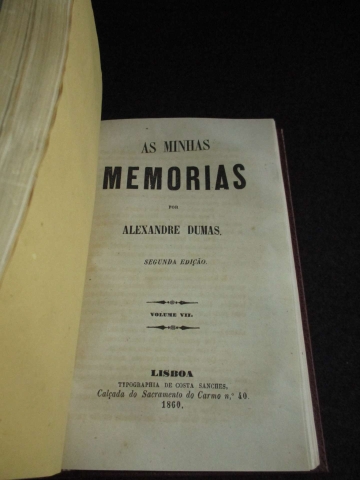 AS MINHAS
MEMORIAS
POR
ALEXANDRE DUMAS.
SEGUNDA EDIÇÃO.
VOLUME VII.
LISBOA
TYPOGRAPHIA DE COSTA SANCHES,
Calçada do Sacramento do Carmo n.º 40
1860.